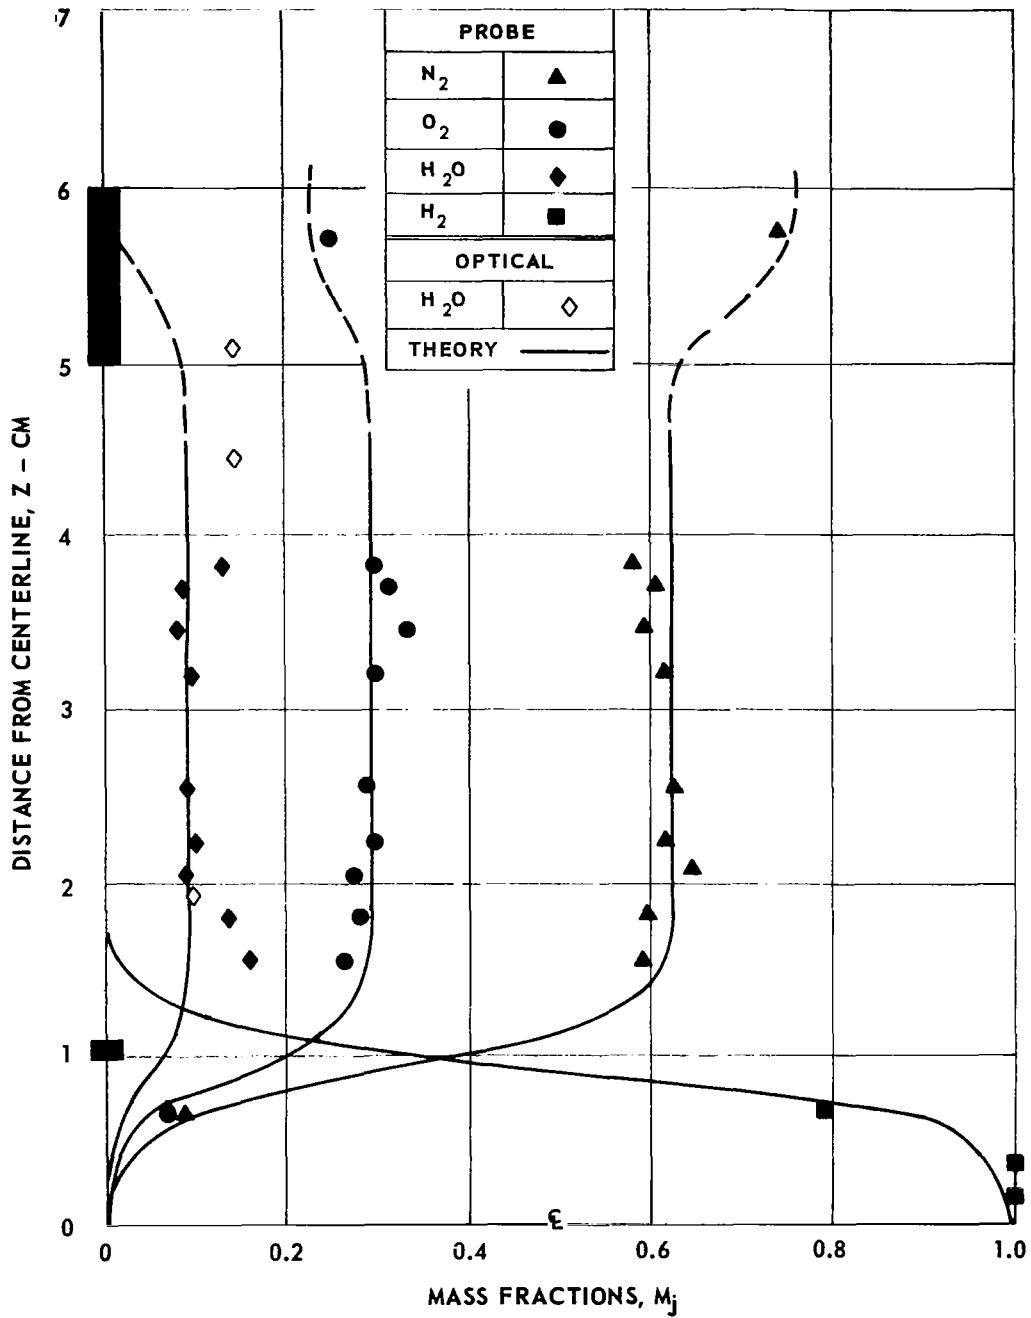 7
PROBE
N2
O2
H2O
H2
OPTICAL
H2O
THEORY
6
5
4
3
2
1
0
DISTANCE FROM CENTERLINE, Z – CM
℄
0 0.2 0.4 0.6 0.8 1.0
MASS FRACTIONS, Mj